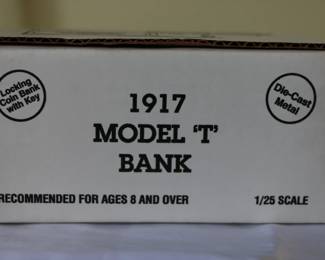 Locking
Coin Bank
with Key
Die-Cast
Metal
1917
MODEL 'T'
BANK
RECOMMENDED FOR AGES 8 AND OVER
1/25 SCALE